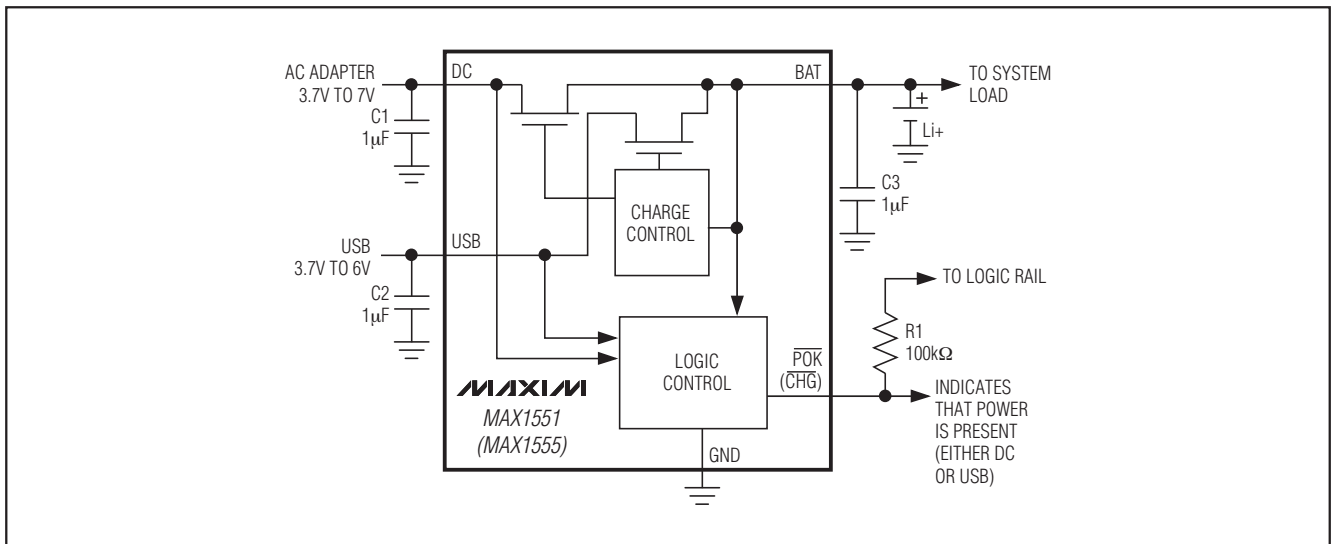 AC ADAPTER
3.7V TO 7V
C1
1μF
DC
BAT
TO SYSTEM
LOAD
+
Li+
C3
1μF
CHARGE
CONTROL
USB
3.7V TO 6V
USB
C2
1μF
TO LOGIC RAIL
R1
100kΩ
LOGIC
CONTROL
POK
(CHG)
INDICATES
THAT POWER
IS PRESENT
(EITHER DC
OR USB)
MAXIM
MAX1551
(MAX1555)
GND